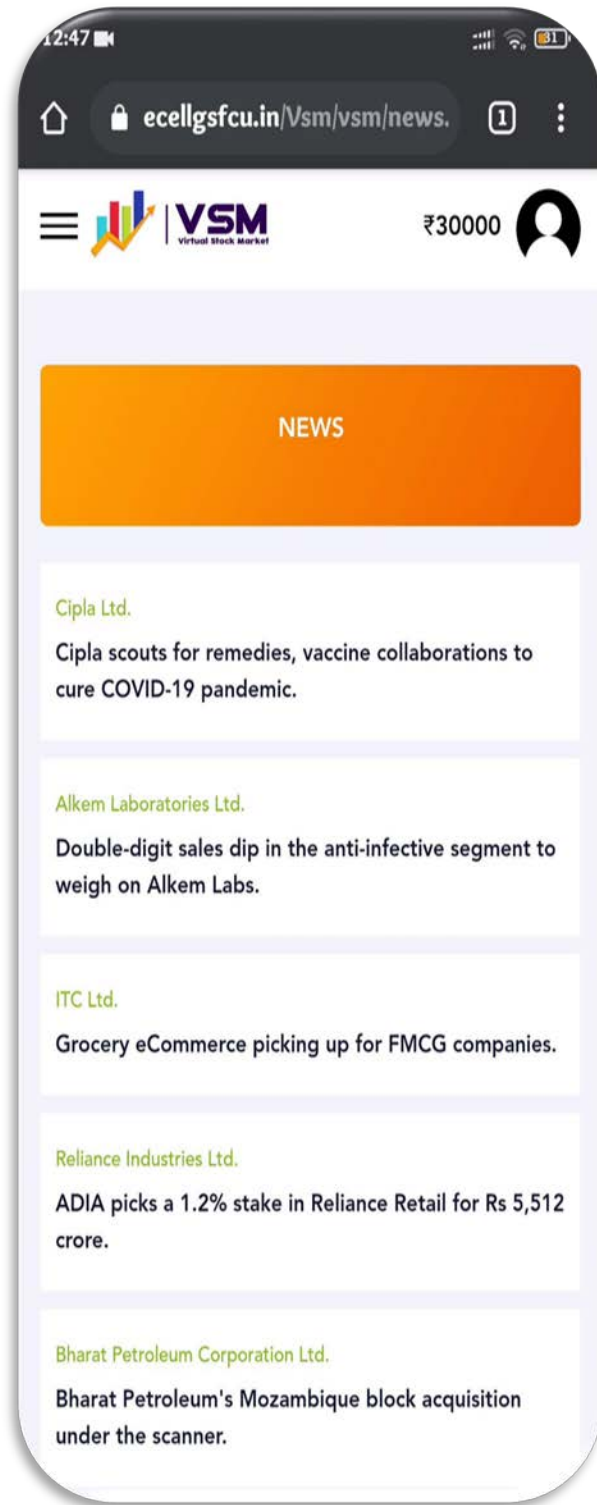 12:47
31
ecellgsfcu.in/Vsm/vsm/news.
1
VSM
Virtual Stock Market
₹30000
NEWS
Cipla Ltd.
Cipla scouts for remedies, vaccine collaborations to
cure COVID-19 pandemic.
Alkem Laboratories Ltd.
Double-digit sales dip in the anti-infective segment to
weigh on Alkem Labs.
ITC Ltd.
Grocery eCommerce picking up for FMCG companies.
Reliance Industries Ltd.
ADIA picks a 1.2% stake in Reliance Retail for Rs 5,512
crore.
Bharat Petroleum Corporation Ltd.
Bharat Petroleum's Mozambique block acquisition
under the scanner.